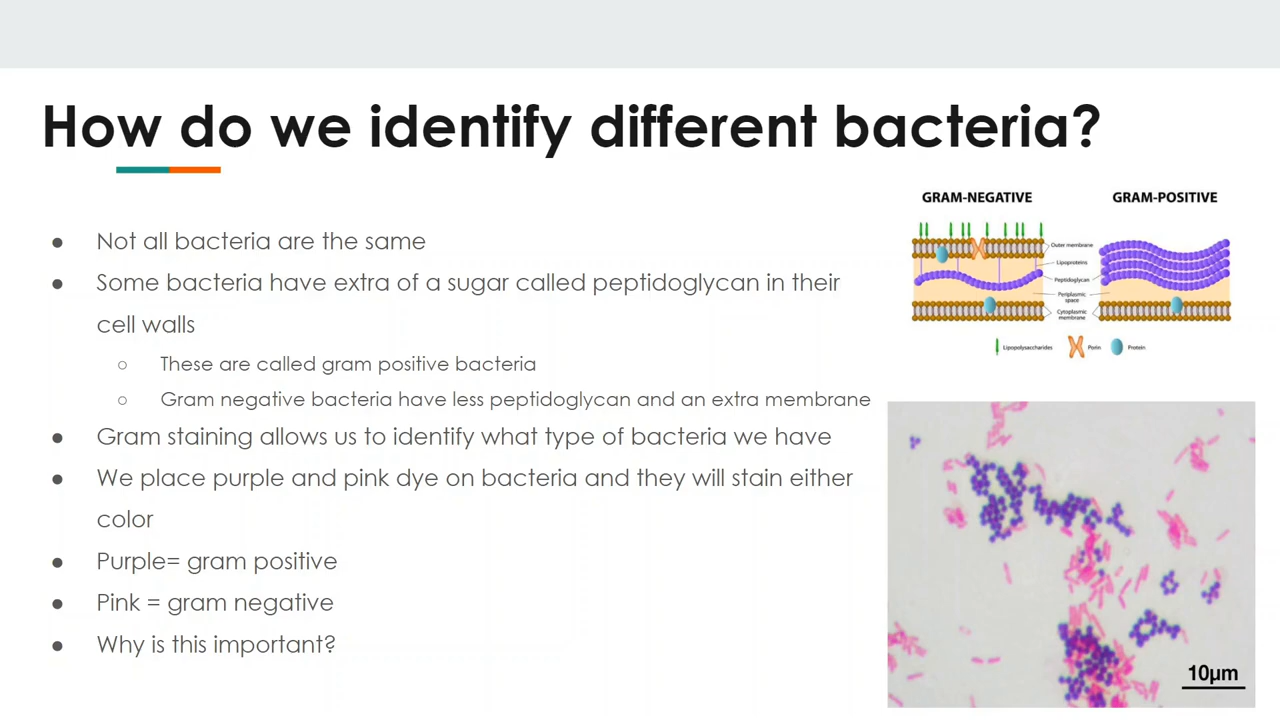 How do we identify different bacteria?
● Not all bacteria are the same
● Some bacteria have extra of a sugar called peptidoglycan in their
cell walls
○ These are called gram positive bacteria
○ Gram negative bacteria have less peptidoglycan and an extra membrane
● Gram staining allows us to identify what type of bacteria we have
● We place purple and pink dye on bacteria and they will stain either
color
● Purple= gram positive
● Pink = gram negative
● Why is this important?
GRAM-NEGATIVE
GRAM-POSITIVE
Outer membrane
Lipoproteins
Peptidoglycan
Periplasmic
space
Cytoplasmic
membrane
Lipopolysaccharides
Porin
Protein
10µm